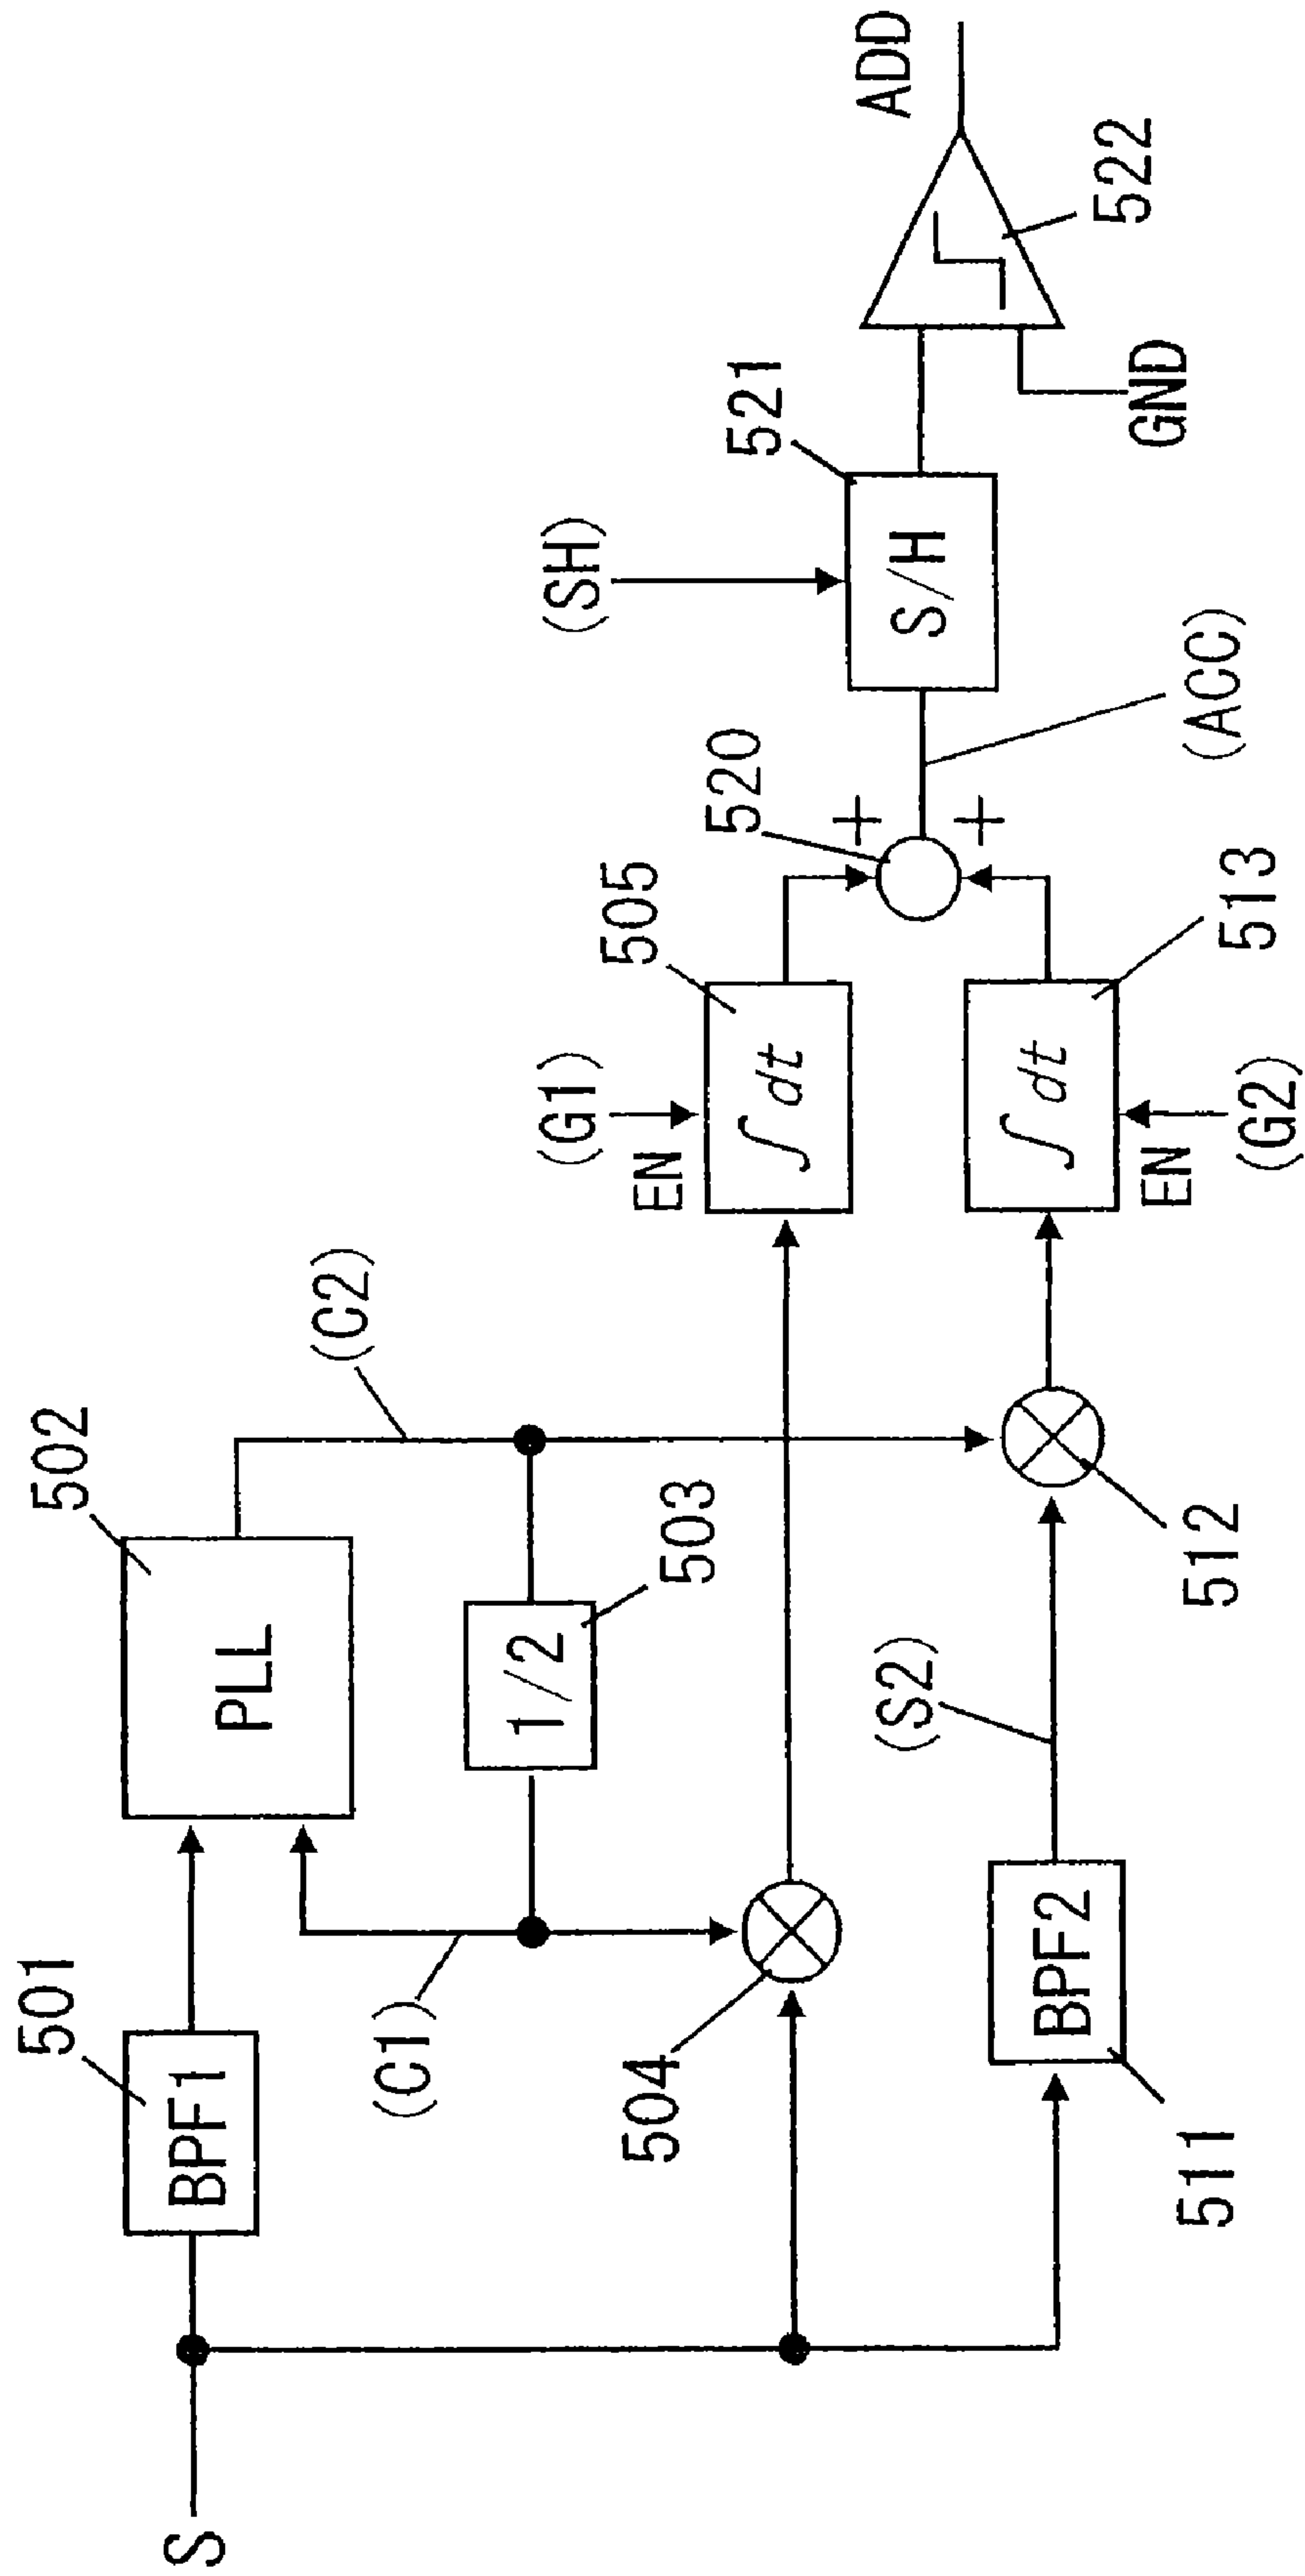 S
501
BPF1
502
PLL
(C2)
(C1)
1/2
503
504
BPF2
511
(S2)
512
(G1)
EN
505
∫ dt
∫ dt
513
EN
(G2)
520
+
+
(ACC)
(SH)
521
S/H
GND
522
ADD